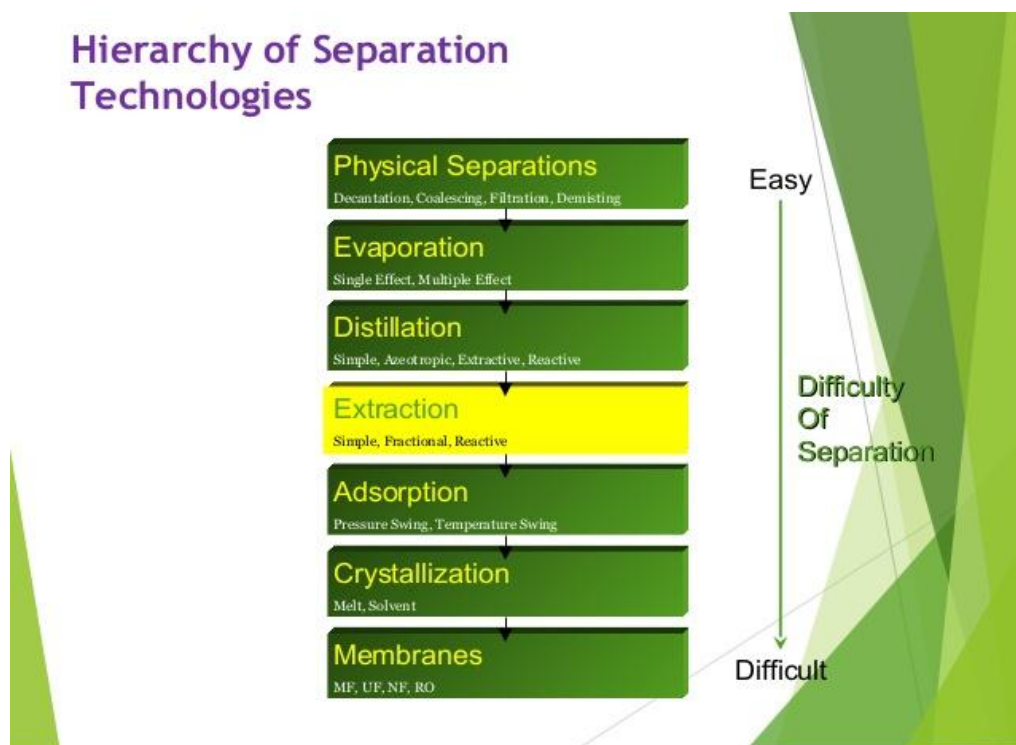 Hierarchy of Separation
Technologies
Physical Separations
Decantation, Coalescing, Filtration, Demisting
Evaporation
Single Effect, Multiple Effect
Distillation
Simple, Azeotropic, Extractive, Reactive
Extraction
Simple, Fractional, Reactive
Adsorption
Pressure Swing, Temperature Swing
Crystallization
Melt, Solvent
Membranes
MF, UF, NF, RO
Easy
Difficulty
Of
Separation
Difficult